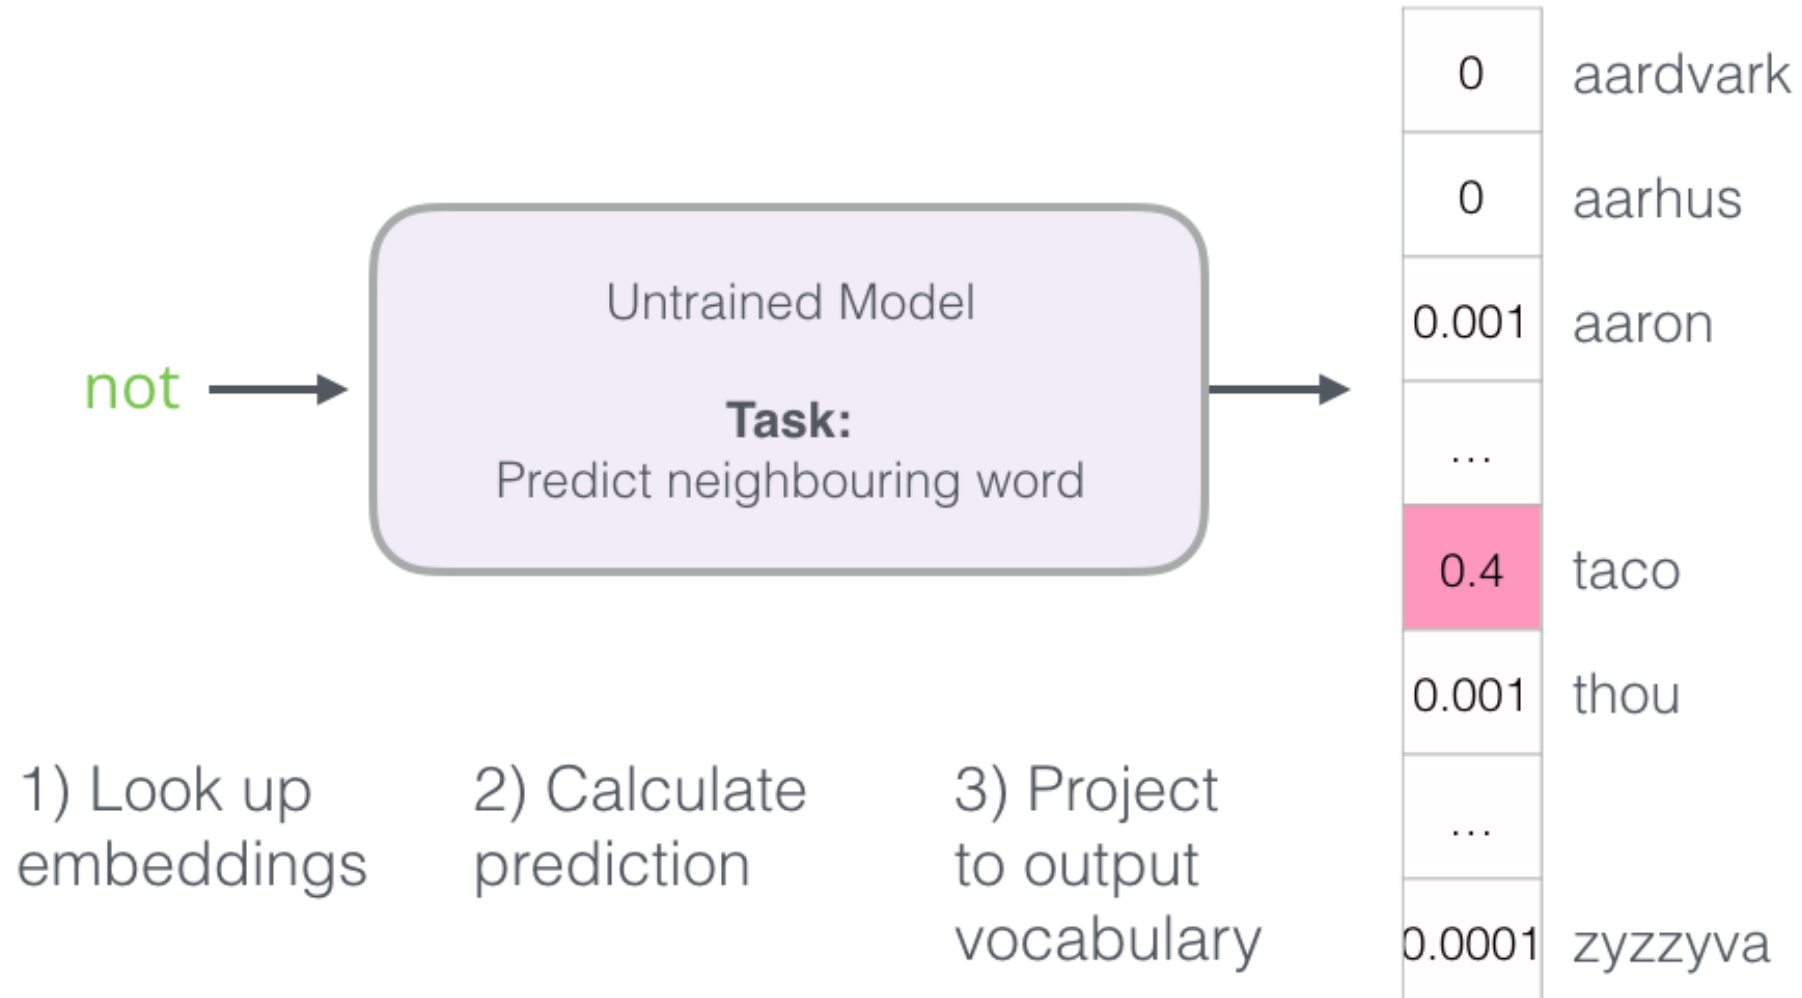 not
Untrained Model
Task:
Predict neighbouring word
0 aardvark
0 aarhus
0.001 aaron
...
0.4 taco
0.001 thou
...
0.0001 zyzzyva
1) Look up
embeddings
2) Calculate
prediction
3) Project
to output
vocabulary